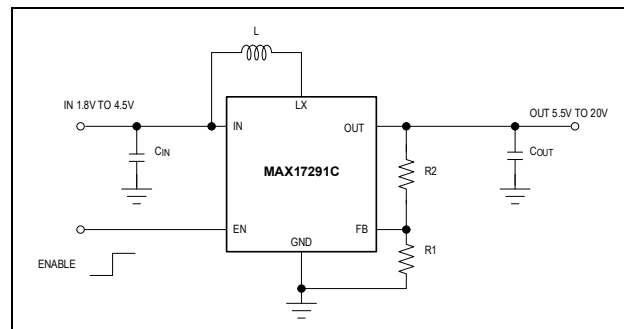 L
IN 1.8V TO 4.5V
LX
OUT 5.5V TO 20V
IN
OUT
CIN
COUT
MAX17291C
R2
EN
FB
GND
R1
ENABLE